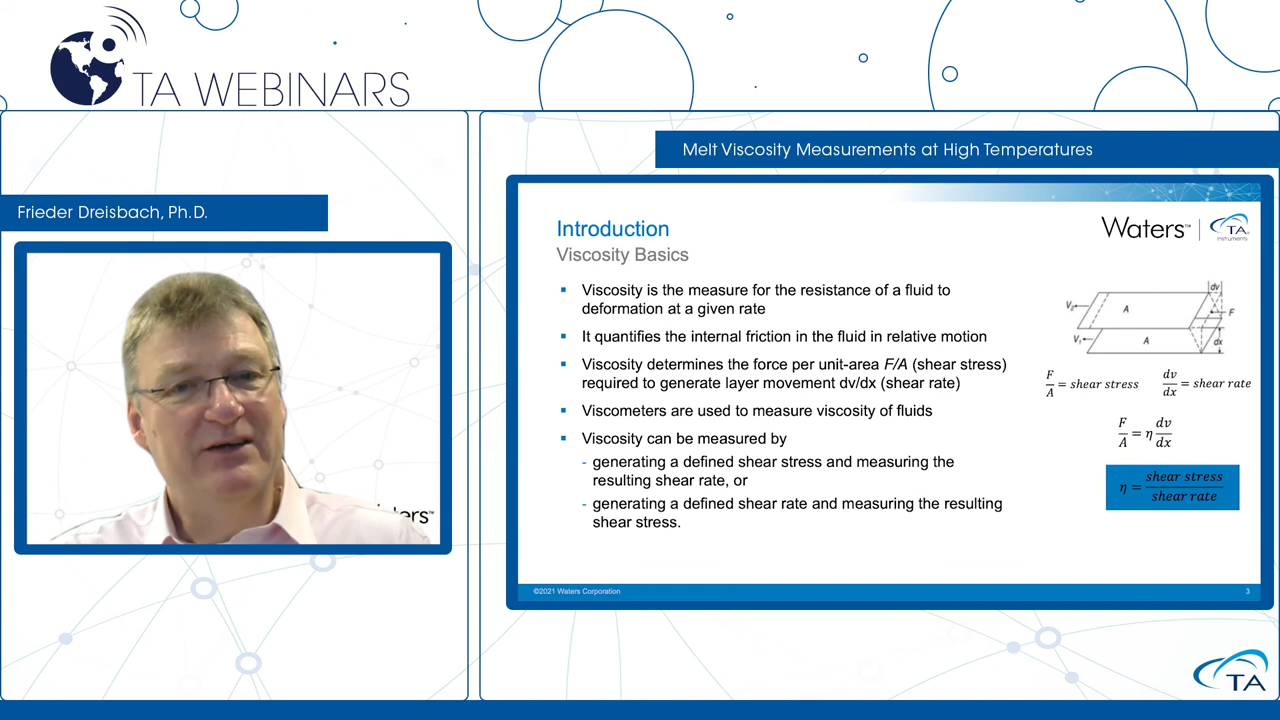 TA WEBINARS
Melt Viscosity Measurements at High Temperatures
Frieder Dreisbach, Ph.D.
Introduction
Viscosity Basics
Waters™ | TA Instruments
▪ Viscosity is the measure for the resistance of a fluid to
deformation at a given rate
▪ It quantifies the internal friction in the fluid in relative motion
▪ Viscosity determines the force per unit-area F/A (shear stress)
required to generate layer movement dv/dx (shear rate)
▪ Viscometers are used to measure viscosity of fluids
▪ Viscosity can be measured by
- generating a defined shear stress and measuring the
resulting shear rate, or
- generating a defined shear rate and measuring the resulting
shear stress.
dv
V₂
A
F
V₁
A
dx
F/A = shear stress
dv/dx = shear rate
F/A = η dv/dx
η = shear stress/shear rate
ters™
©2021 Waters Corporation
3
TA